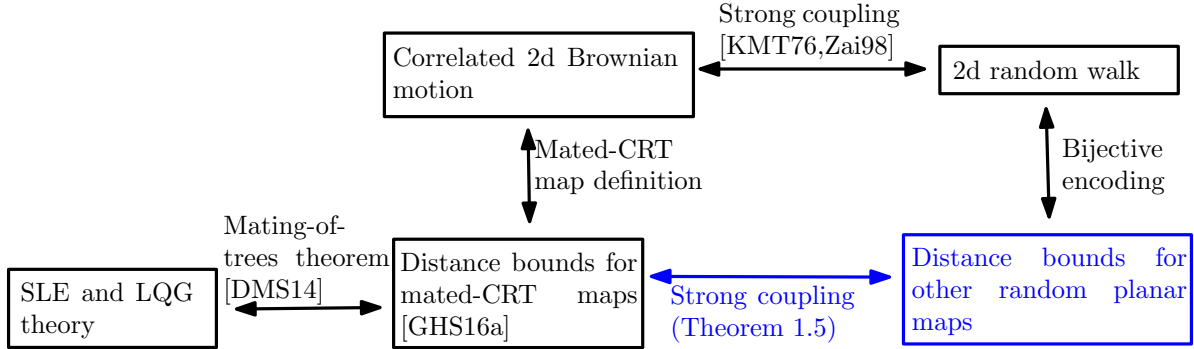 Strong coupling
[KMT76,Zai98]
Correlated 2d Brownian
motion
2d random walk
Mated-CRT
map definition
Bijective
encoding
Mating-of-
trees theorem
[DMS14]
SLE and LQG
theory
Distance bounds for
mated-CRT maps
[GHS16a]
Strong coupling
(Theorem 1.5)
Distance bounds for
other random planar
maps